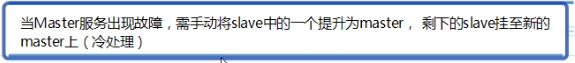 当Master服务出现故障，需手动将slave中的一个提升为master， 剩下的slave挂至新的
master上（冷处理）